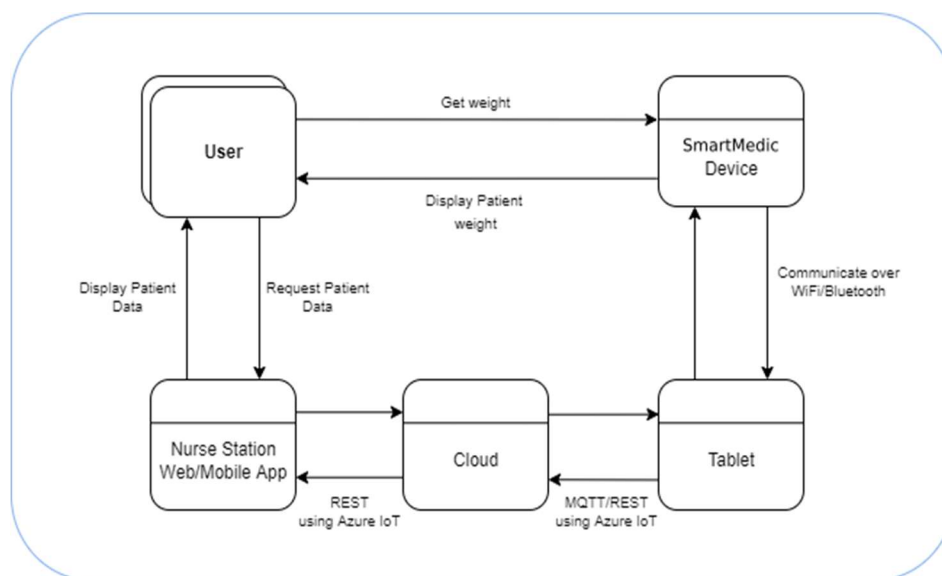 Get weight
User
SmartMedic
Device
Display Patient
weight
Display Patient
Data
Request Patient
Data
Communicate over
WiFi/Bluetooth
Nurse Station
Web/Mobile App
Cloud
Tablet
REST
using Azure IoT
MQTT/REST
using Azure IoT